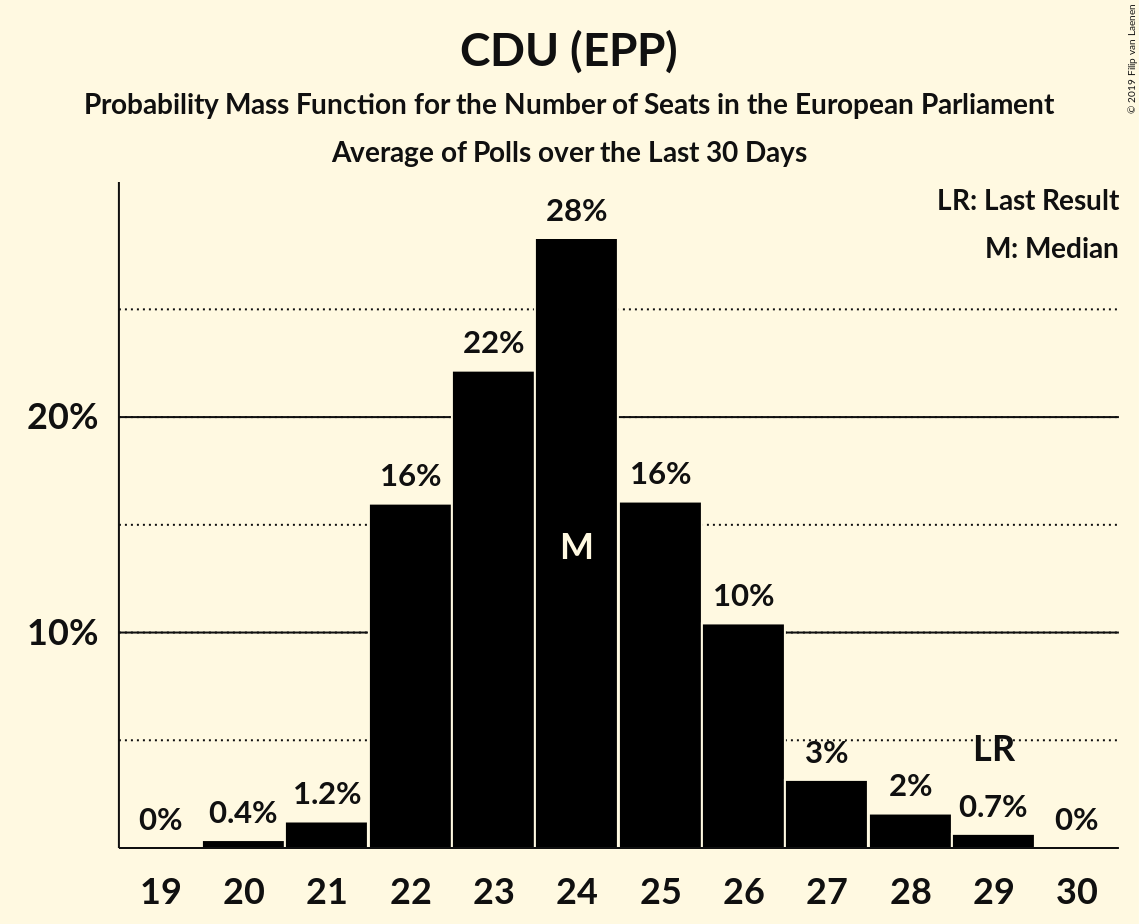 CDU (EPP)
Probability Mass Function for the Number of Seats in the European Parliament
Average of Polls over the Last 30 Days
© 2019 Filip van Laenen
LR: Last Result
M: Median
28%
22%
20%
16%
16%
M
10%
10%
3%
LR
2%
1.2%
0.7%
0.4%
0%
0%
19 20 21 22 23 24 25 26 27 28 29 30